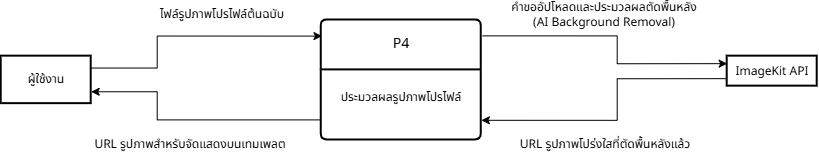 ไฟล์รูปภาพโปรไฟล์ต้นฉบับ
คำขออัปโหลดและประมวลผลตัดพื้นหลัง
(AI Background Removal)
P4
ผู้ใช้งาน
ImageKit API
ประมวลผลรูปภาพโปรไฟล์
URL รูปภาพสำหรับจัดแสดงบนเทมเพลต
URL รูปภาพโปร่งใสที่ตัดพื้นหลังแล้ว